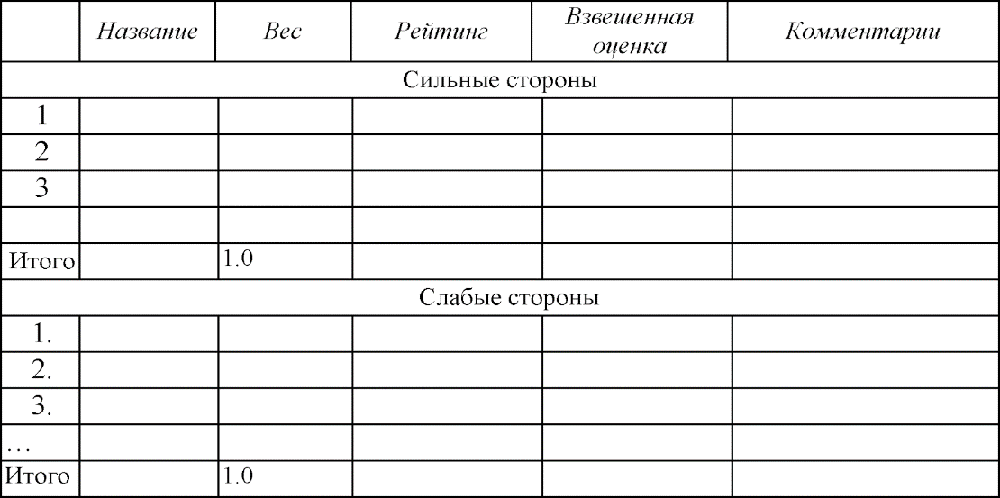 Название Вес Рейтинг Взвешенная оценка Комментарии
Сильные стороны
1
2
3
Итого 1.0
Слабые стороны
1.
2.
3.
...
Итого 1.0